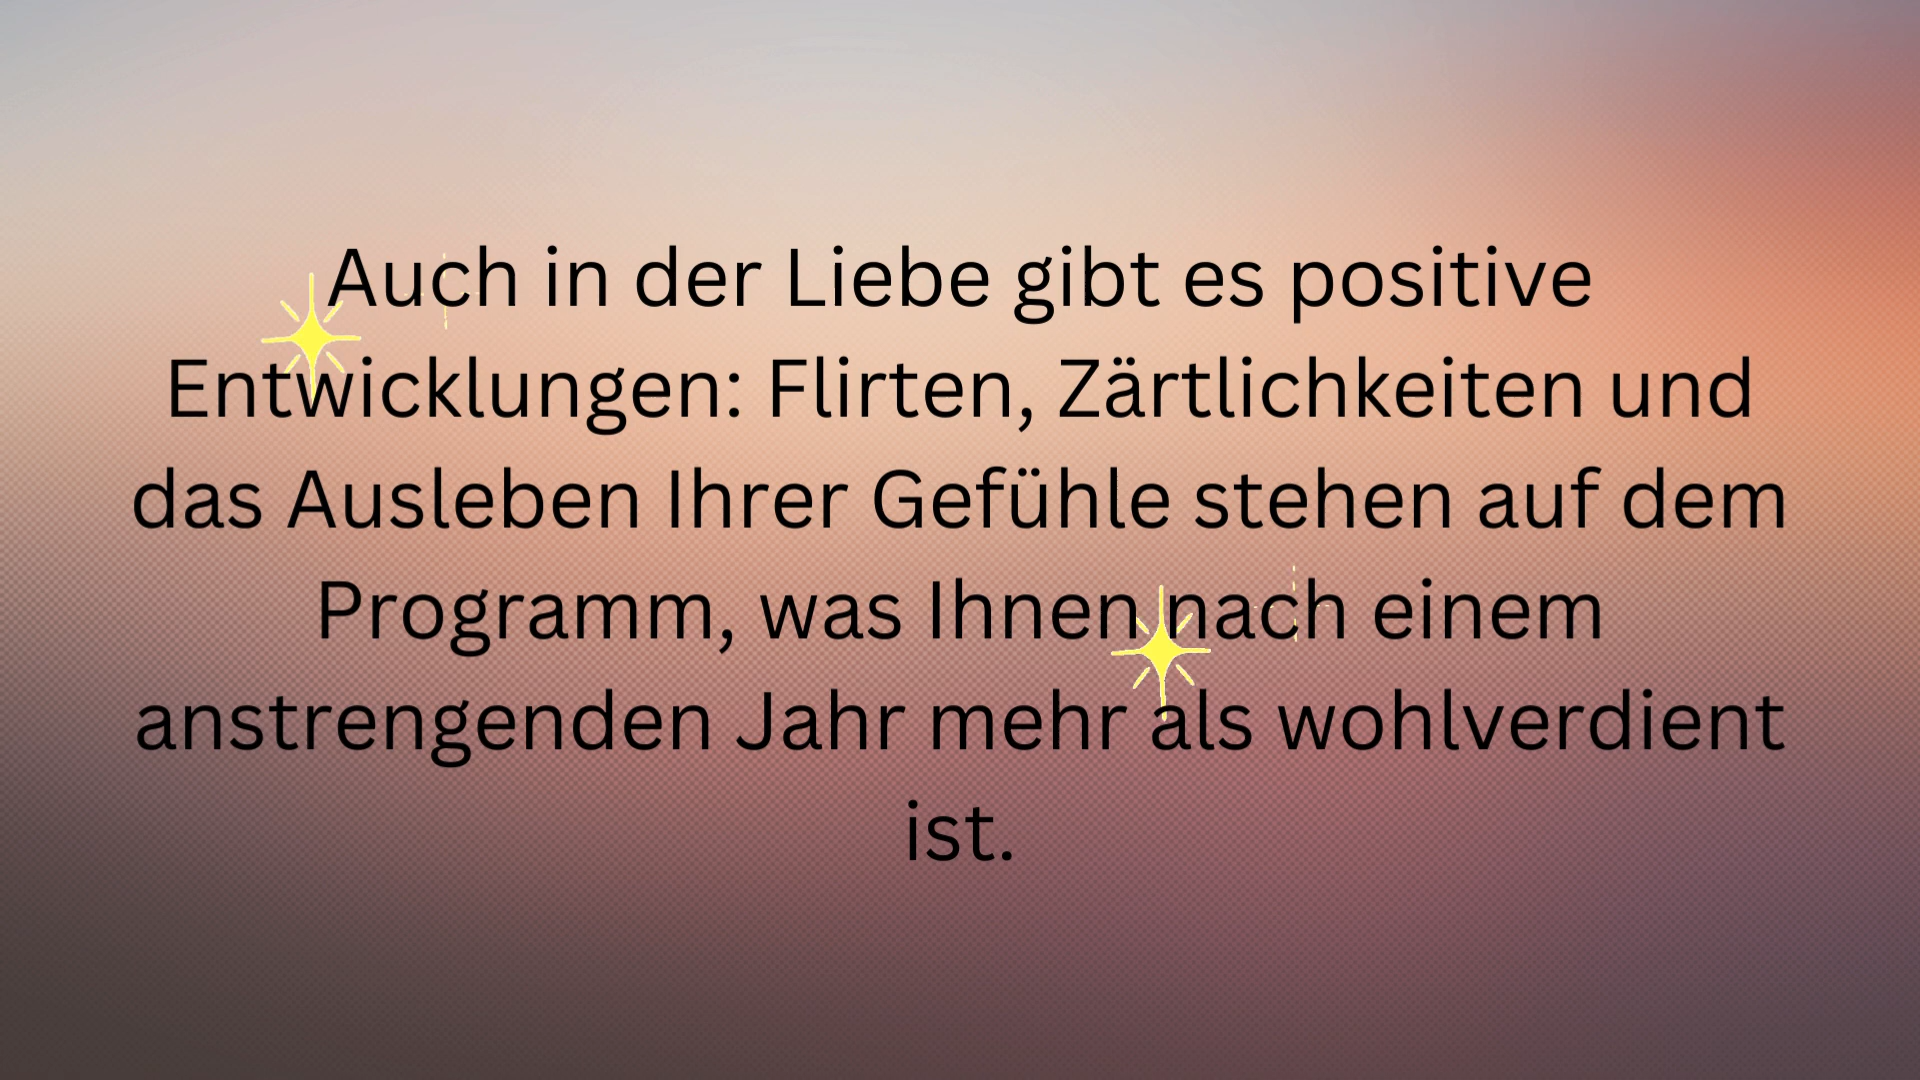 Auch in der Liebe gibt es positive
Entwicklungen: Flirten, Zärtlichkeiten und
das Ausleben Ihrer Gefühle stehen auf dem
Programm, was Ihnen nach einem
anstrengenden Jahr mehr als wohlverdient
ist.